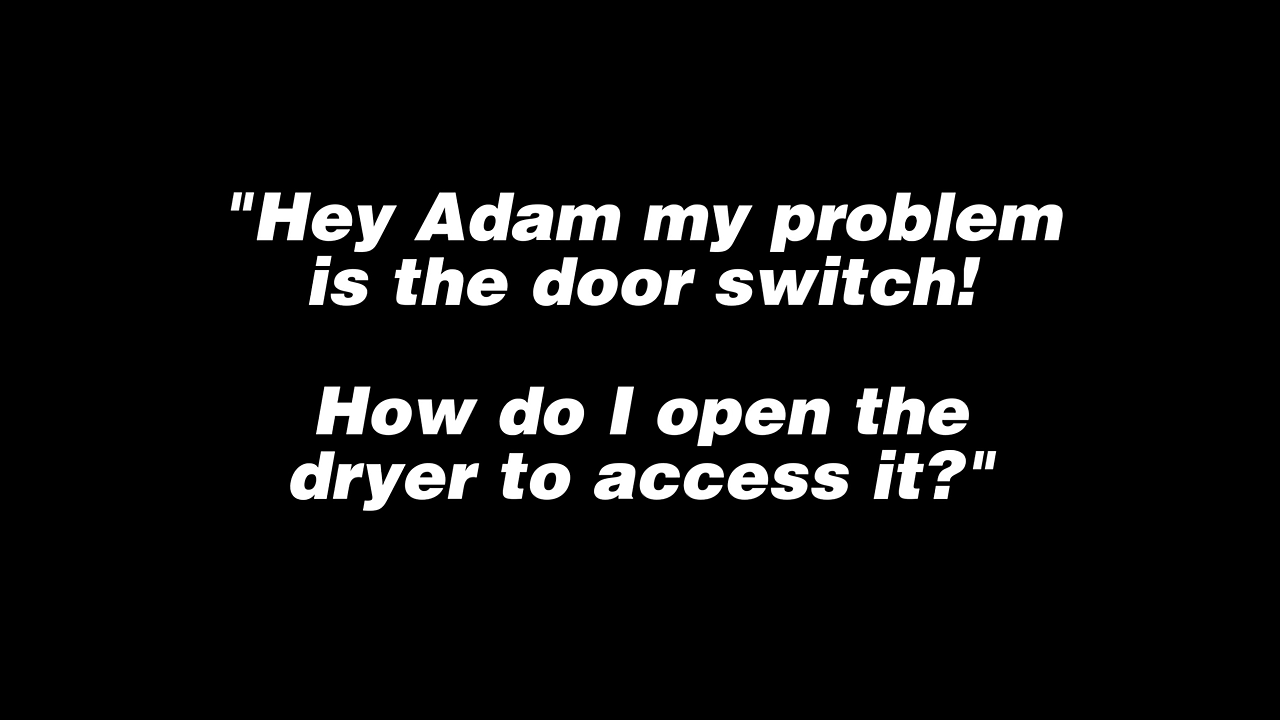 "Hey Adam my problem
is the door switch!
How do I open the
dryer to access it?"